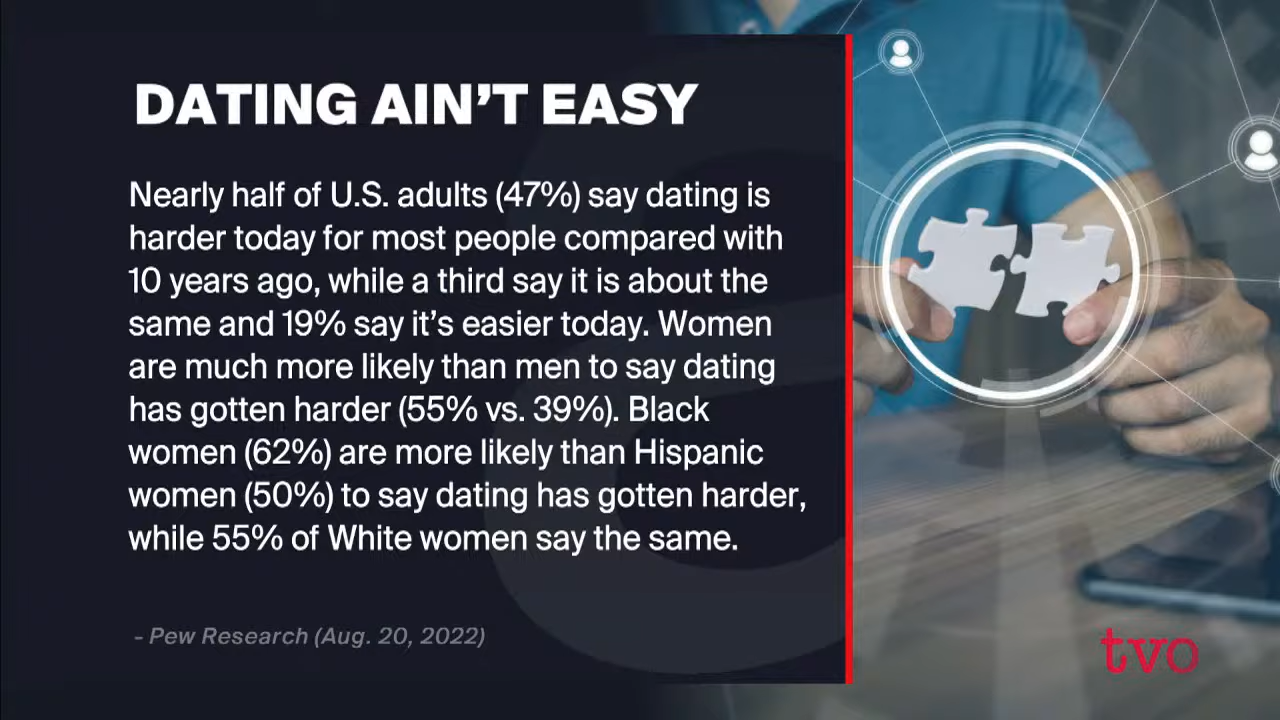 DATING AIN'T EASY
Nearly half of U.S. adults (47%) say dating is
harder today for most people compared with
10 years ago, while a third say it is about the
same and 19% say it's easier today. Women
are much more likely than men to say dating
has gotten harder (55% vs. 39%). Black
women (62%) are more likely than Hispanic
women (50%) to say dating has gotten harder,
while 55% of White women say the same.
- Pew Research (Aug. 20, 2022)
tvo